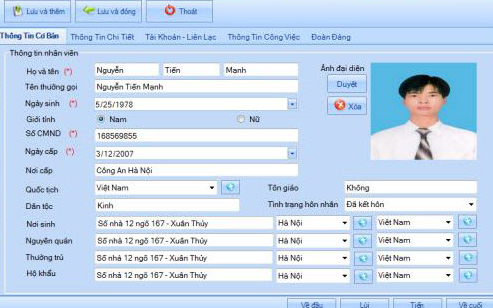 Lưu và thêm Lưu và đóng Thoát
Thông Tin Cơ Bản Thông Tin Chi Tiết Tài Khoản - Liên Lạc Thông Tin Công Việc Đoàn Đảng
Thông tin nhân viên
Họ và tên (*) Nguyễn Tiến Mạnh Ảnh đại diện
Tên thường gọi Nguyễn Tiến Mạnh Duyệt
Ngày sinh (*) 5/25/1978 Xóa
Giới tính Nam Nữ
Số CMND (*) 168569855
Ngày cấp (*) 3/12/2007
Nơi cấp Công An Hà Nội
Quốc tịch Việt Nam Tôn giáo Không
Dân tộc Kinh Tình trạng hôn nhân Đã kết hôn
Nơi sinh Số nhà 12 ngõ 167 - Xuân Thủy Hà Nội Việt Nam
Nguyên quán Số nhà 12 ngõ 167 - Xuân Thủy Hà Nội Việt Nam
Thường trú Số nhà 12 ngõ 167 - Xuân Thủy Hà Nội Việt Nam
Hộ khẩu Số nhà 12 ngõ 167 - Xuân Thủy Hà Nội Việt Nam
Về đầu Lùi Tiến Về cuối